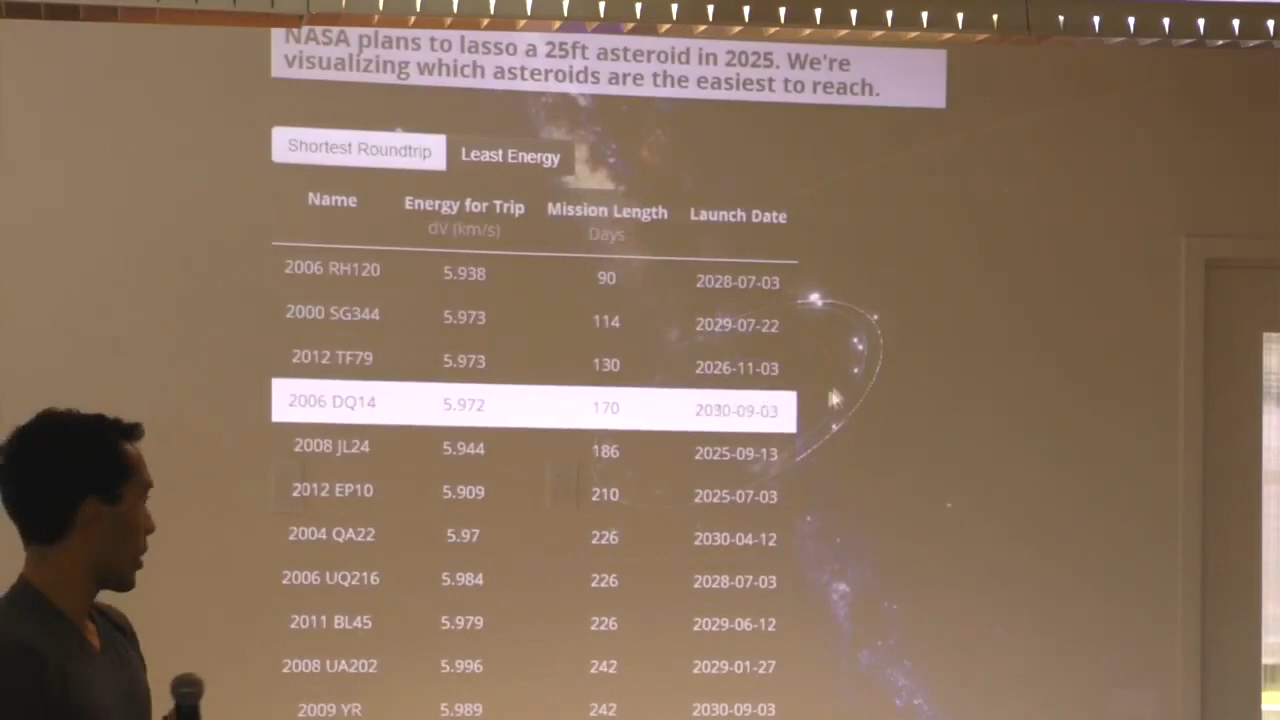 NASA plans to lasso a 25ft asteroid in 2025. We're
visualizing which asteroids are the easiest to reach.
Shortest Roundtrip Least Energy
Name Energy for Trip Mission Length Launch Date
dV (km/s) Days
2006 RH120 5.938 90 2028-07-03
2000 SG344 5.973 114 2029-07-22
2012 TF79 5.973 130 2026-11-03
2006 DQ14 5.972 170 2030-09-03
2008 JL24 5.944 186 2025-09-13
2012 EP10 5.909 210 2025-07-03
2004 QA22 5.97 226 2030-04-12
2006 UQ216 5.984 226 2028-07-03
2011 BL45 5.979 226 2029-06-12
2008 UA202 5.996 242 2029-01-27
2009 YR 5.989 242 2030-09-03